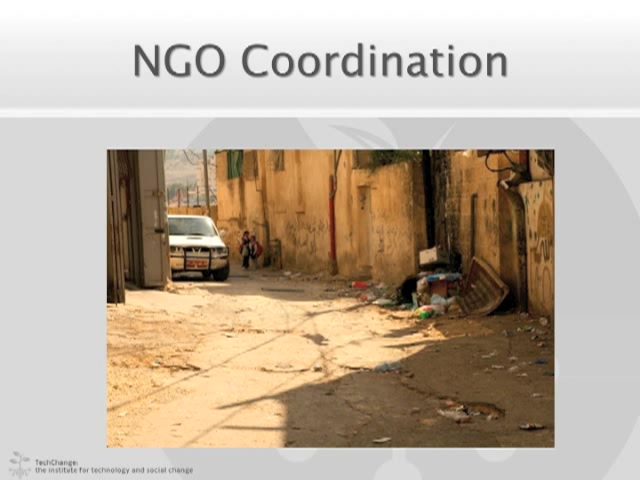 NGO Coordination
TechChange:
the institute for technology and social change